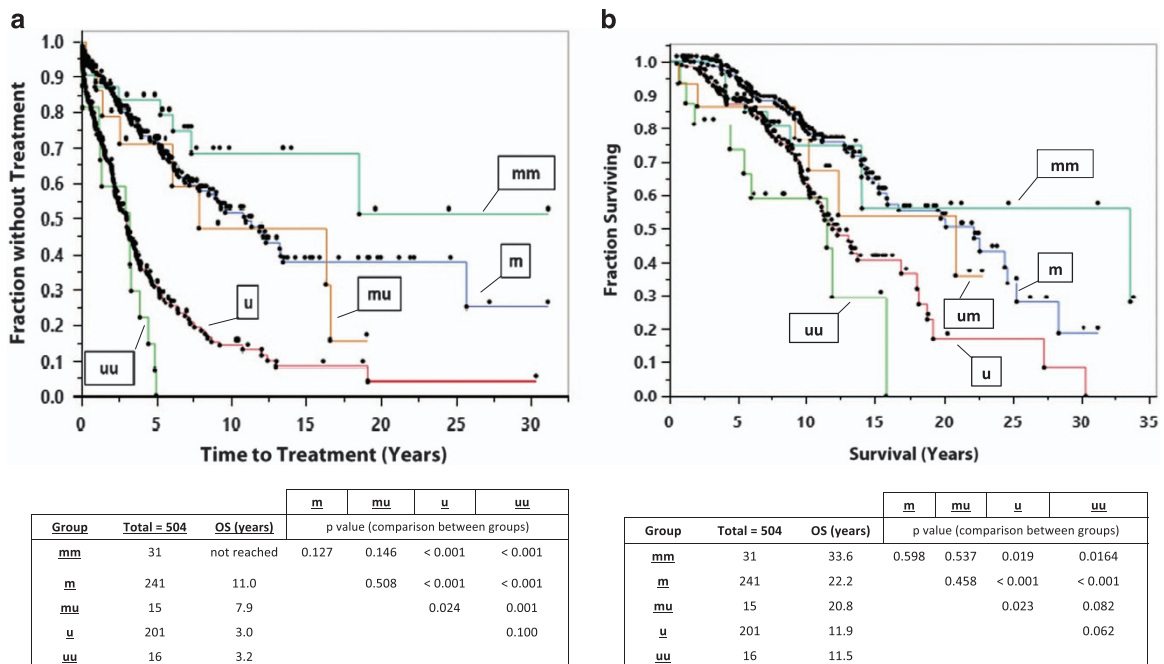 a
Fraction without Treatment
1.0
0.9
0.8
0.7
0.6
0.5
0.4
0.3
0.2
0.1
0.0
mm
m
mu
u
uu
0 5 10 15 20 25 30
Time to Treatment (Years)
m mu u uu
Group Total = 504 OS (years) p value (comparison between groups)
mm 31 not reached 0.127 0.146 < 0.001 < 0.001
m 241 11.0 0.508 < 0.001 < 0.001
mu 15 7.9 0.024 0.001
u 201 3.0 0.100
uu 16 3.2
b
Fraction Surviving
1.0
0.9
0.8
0.7
0.6
0.5
0.4
0.3
0.2
0.1
0.0
mm
m
um
uu
u
0 5 10 15 20 25 30 35
Survival (Years)
m mu u uu
Group Total = 504 OS (years) p value (comparison between groups)
mm 31 33.6 0.598 0.537 0.019 0.0164
m 241 22.2 0.458 < 0.001 < 0.001
mu 15 20.8 0.023 0.082
u 201 11.9 0.062
uu 16 11.5